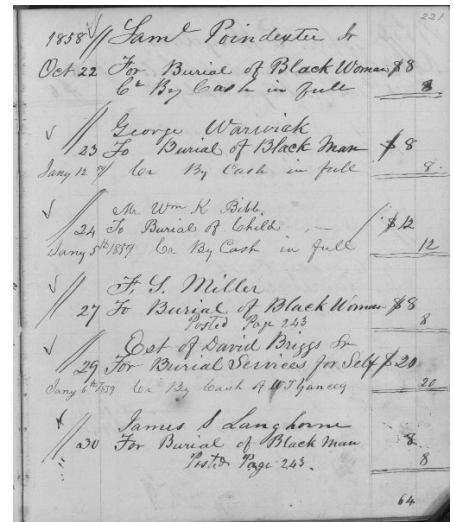 221
1858 // Saml Poindexter Sr
Oct 22 For Burial of Black Woman $8
Cr By Cash in full 8
George Warwick
// 23 To Burial of Black Man $8
Jany 12 Cr By Cash in full 8
Mr Wm K Bibb.
// 24 To Burial of Child — $12
Jany 5th 1859 Cr By Cash in full 12
F. S. Miller
// 27 To Burial of Black Woman $8
Posted Page 243 8
Est of David Briggs Sr
// 29 For Burial Services for Self $20
Jany 6th 1859 Cr By Cash of W T Yancey 20
James S Langhorne
// 30 For Burial of Black Man 8
Posted Page 243. 8
64